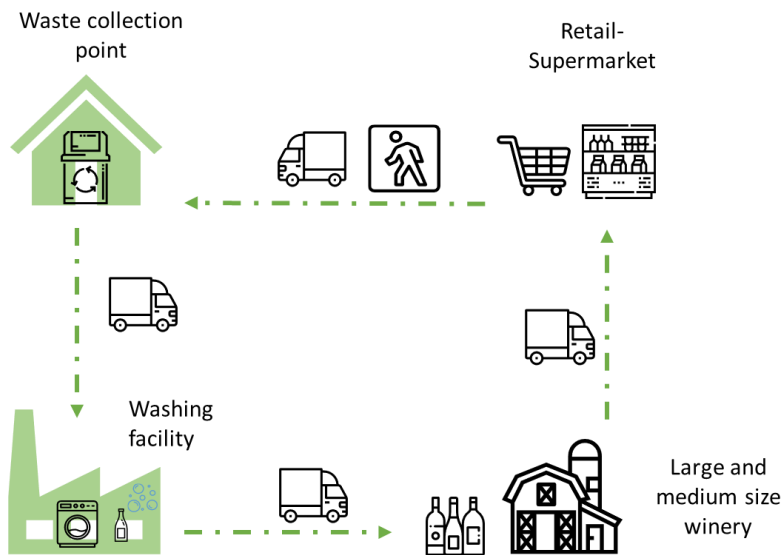 Waste collection
point
Retail-
Supermarket
Washing
facility
Large and
medium size
winery